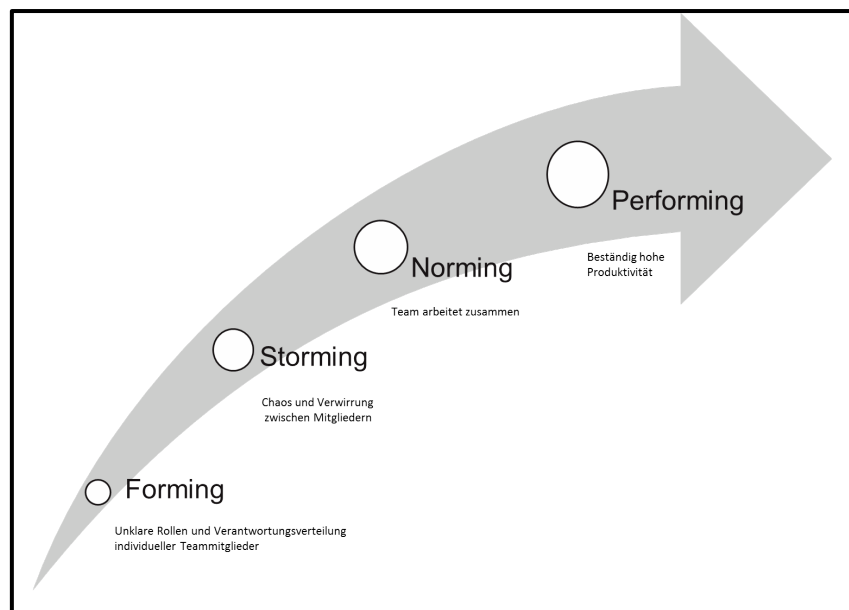 Performing
Beständig hohe
Produktivität
Norming
Team arbeitet zusammen
Storming
Chaos und Verwirrung
zwischen Mitgliedern
Forming
Unklare Rollen und Verantwortungsverteilung
individueller Teammitglieder